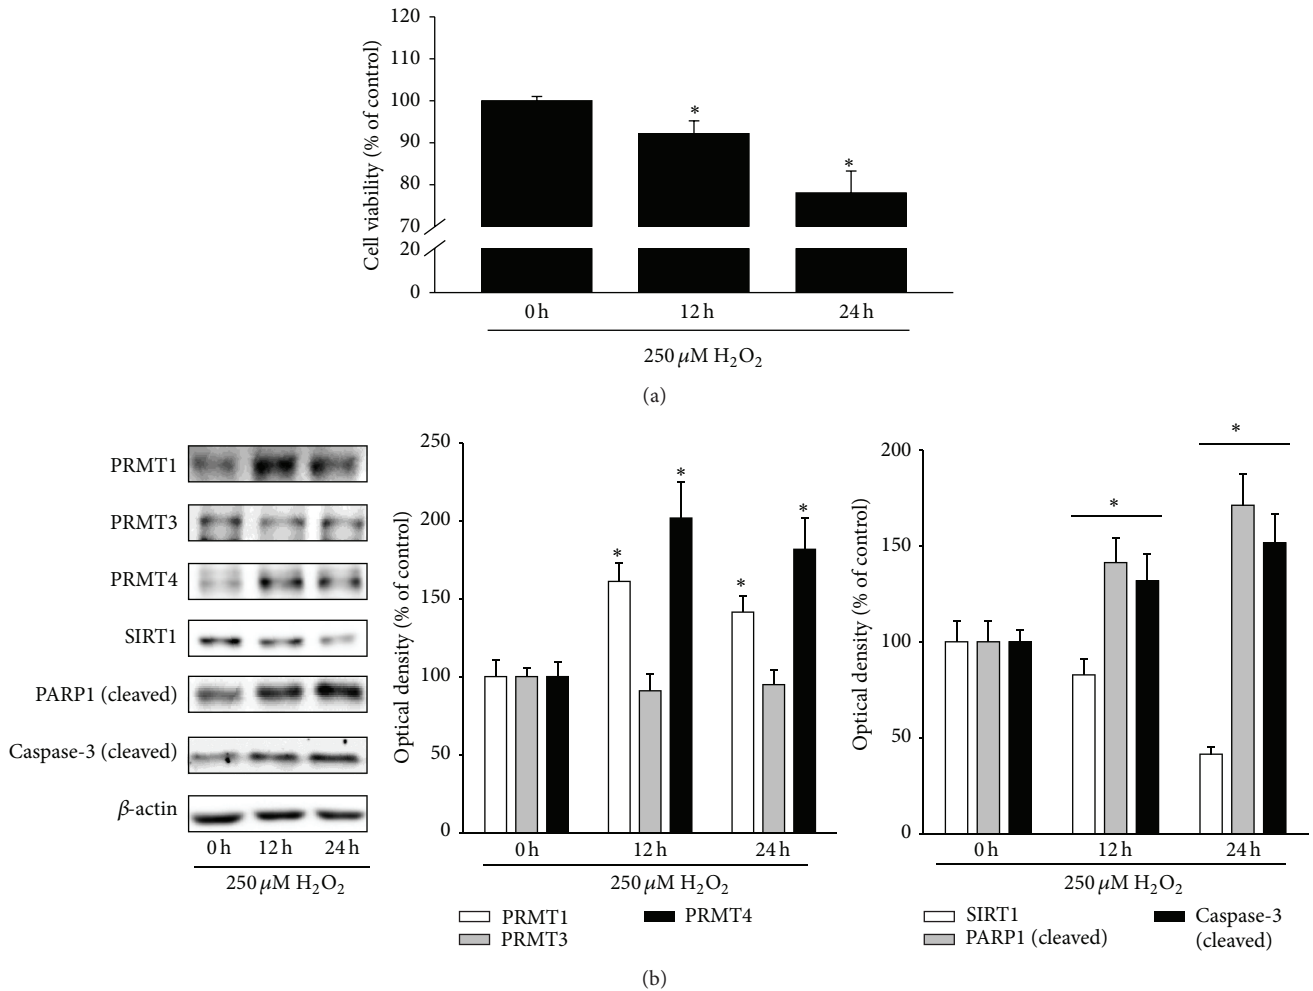 120
110
100
90
80
70
20
0
Cell viability (% of control)
*
*
0 h 12 h 24 h
250 μM H₂O₂
(a)
PRMT1
PRMT3
PRMT4
SIRT1
PARP1 (cleaved)
Caspase-3 (cleaved)
β-actin
0 h 12 h 24 h
250 μM H₂O₂
250
200
150
100
50
0
Optical density (% of control)
*
*
*
*
0 h 12 h 24 h
250 μM H₂O₂
PRMT1
PRMT3
PRMT4
200
150
100
50
0
Optical density (% of control)
*
*
0 h 12 h 24 h
250 μM H₂O₂
SIRT1
PARP1 (cleaved)
Caspase-3
(cleaved)
(b)